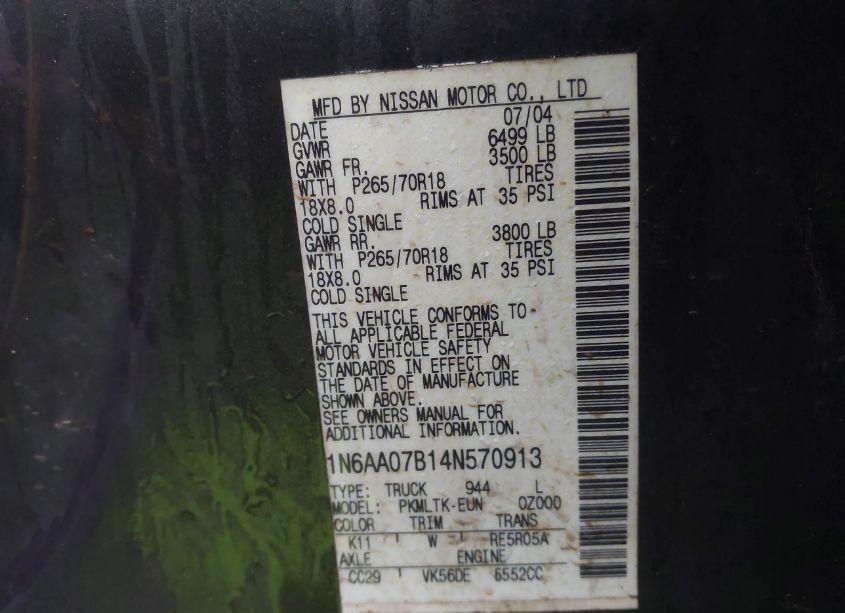 MFD BY NISSAN MOTOR CO., LTD
DATE 07/04
GVWR 6499 LB
GAWR FR. 3500 LB
WITH P265/70R18 TIRES
18X8.0 RIMS AT 35 PSI
COLD SINGLE
GAWR RR. 3800 LB
WITH P265/70R18 TIRES
18X8.0 RIMS AT 35 PSI
COLD SINGLE
THIS VEHICLE CONFORMS TO
ALL APPLICABLE FEDERAL
MOTOR VEHICLE SAFETY
STANDARDS IN EFFECT ON
THE DATE OF MANUFACTURE
SHOWN ABOVE.
SEE OWNERS MANUAL FOR
ADDITIONAL INFORMATION.
1N6AA07B14N570913
TYPE: TRUCK 944 L
MODEL: PKMLTK-EUN 0Z000
COLOR TRIM TRANS
K11 W RE5R05A
AXLE ENGINE
CC29 VK56DE 5552CC